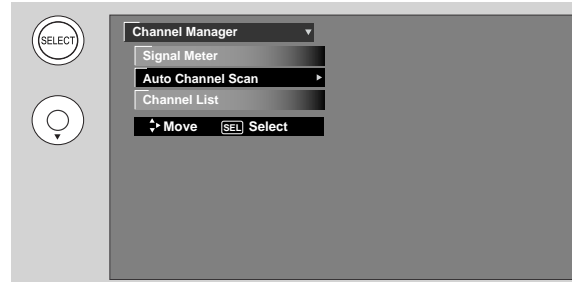 SELECT
Channel Manager
Signal Meter
Auto Channel Scan
Channel List
Move SEL Select